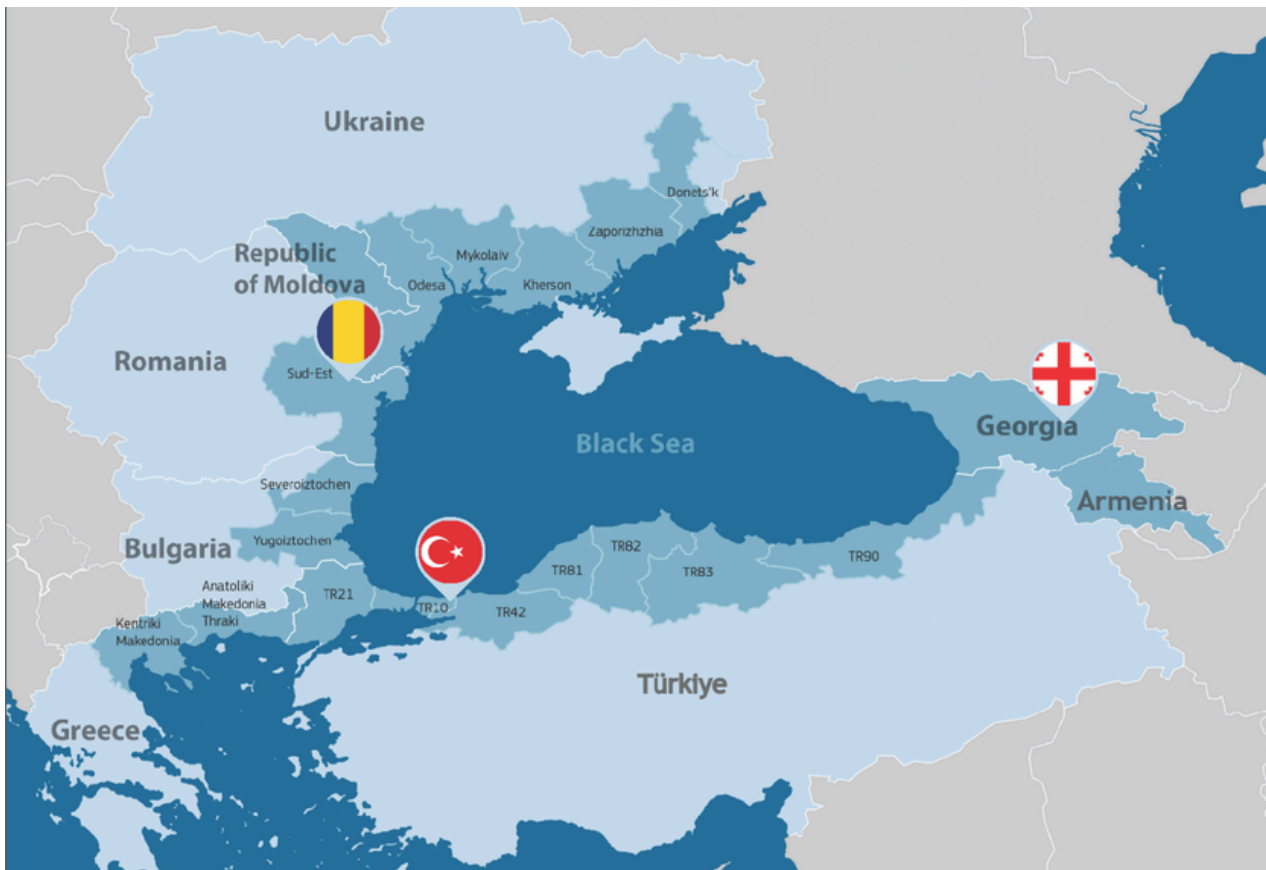 Ukraine
Donets'k
Zaporizhzhia
Republic
of Moldova
Mykolaiv
Odesa
Kherson
Romania
Sud-Est
Georgia
Black Sea
Severoiztochen
Armenia
Yugoiztochen
Bulgaria
TR82
TR90
TR81
TR83
Anatoliki
Makedonia
Thraki
TR21
TR10
TR42
Kentriki
Makedonia
Türkiye
Greece